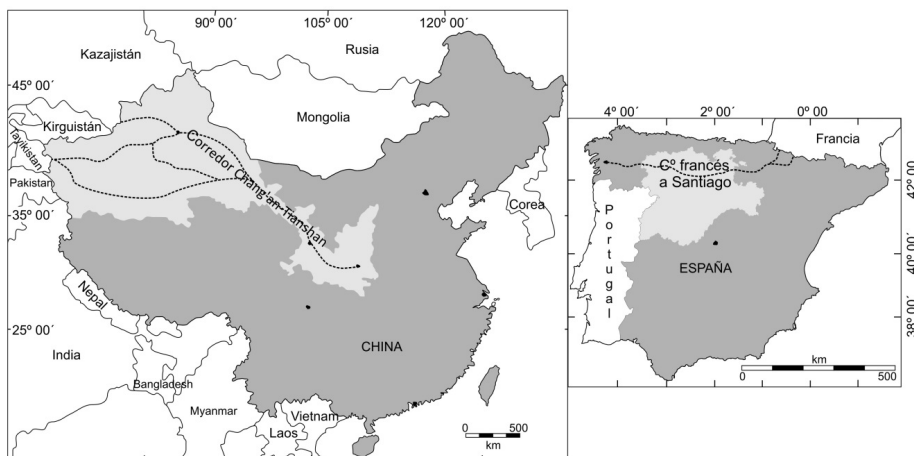 90º 00´
105º 00´
120º 00´
Kazajistán
Rusia
45º 00´
Mongolia
Kirguistán
Tayikistan
Corredor Chang'an-Tianshan
Pakistan
35º 00´
Corea
Nepal
25º 00´
India
CHINA
Bangladesh
Myanmar
Vietnam
Laos
0 500
km
4º 00´
2º 00´
0º 00´
Francia
Cº francés
a Santiago
42º 00´
Portugal
40º 00´
ESPAÑA
38º 00´
km
0 500